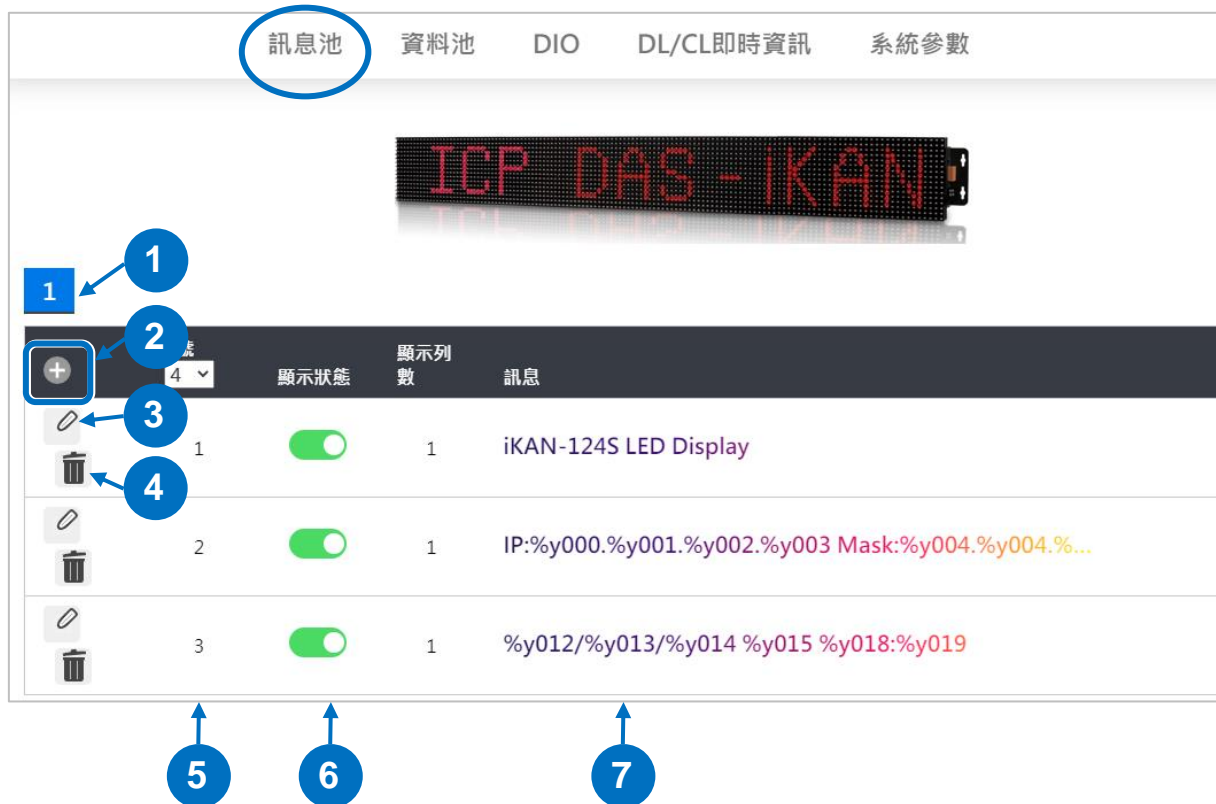 訊息池 資料池 DIO DL/CL即時資訊 系統參數
ICP DAS-iKAN
1
1
2
號
4
顯示狀態
顯示列
數
訊息
3
4
1
1
iKAN-124S LED Display
2
1
IP:%y000.%y001.%y002.%y003 Mask:%y004.%y004.%...
3
1
%y012/%y013/%y014 %y015 %y018:%y019
5
6
7